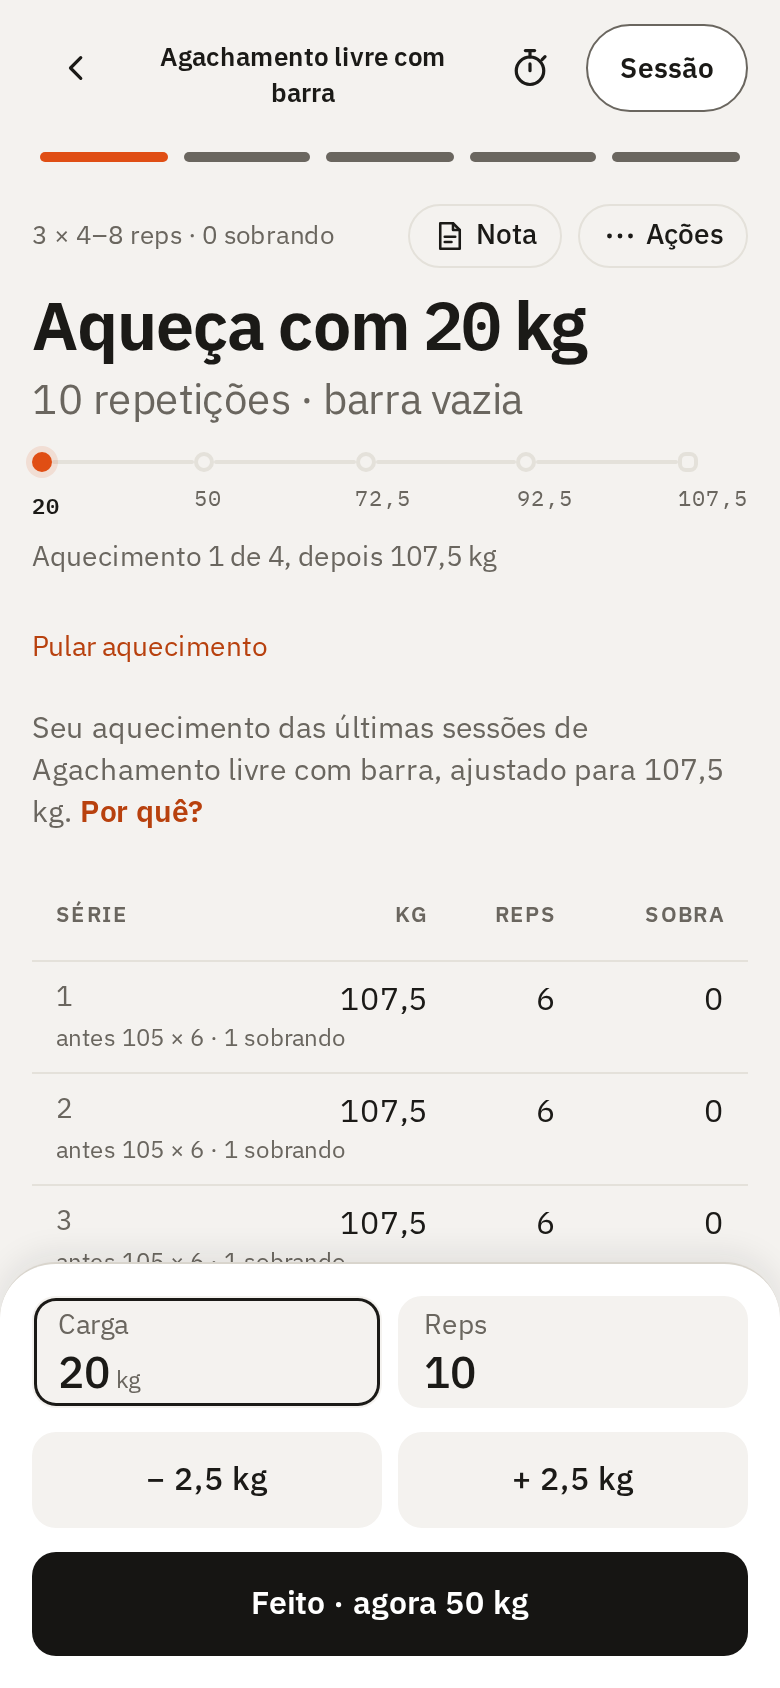 Agachamento livre com
barra
Sessão
3 × 4–8 reps · 0 sobrando
Nota
··· Ações
Aqueça com 20 kg
10 repetições · barra vazia
20 50 72,5 92,5 107,5
Aquecimento 1 de 4, depois 107,5 kg
Pular aquecimento
Seu aquecimento das últimas sessões de
Agachamento livre com barra, ajustado para 107,5
kg. Por quê?
SÉRIE KG REPS SOBRA
1 107,5 6 0
antes 105 × 6 · 1 sobrando
2 107,5 6 0
antes 105 × 6 · 1 sobrando
3 107,5 6 0
antes 105 × 6 · 1 sobrando
Carga Reps
20 kg 10
− 2,5 kg + 2,5 kg
Feito · agora 50 kg